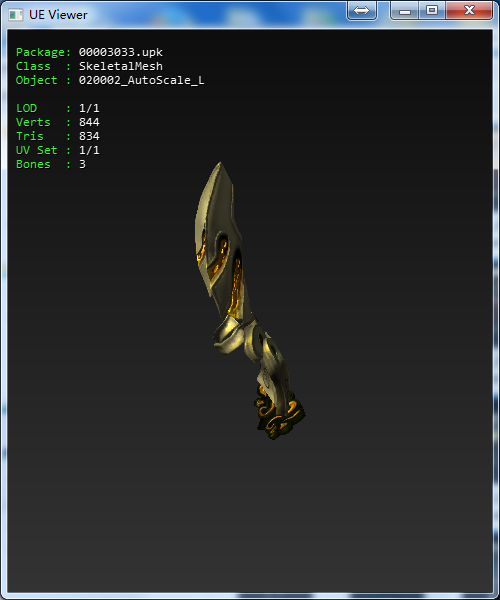 UE Viewer
Package: 00003033.upk
Class : SkeletalMesh
Object : 020002_AutoScale_L
LOD : 1/1
Verts : 844
Tris : 834
UV Set : 1/1
Bones : 3